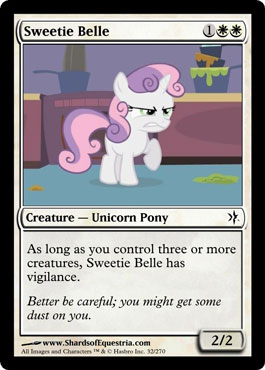 Sweetie Belle 1
Creature — Unicorn Pony
As long as you control three or more
creatures, Sweetie Belle has
vigilance.
Better be careful; you might get some
dust on you.
www.ShardsofEquestria.com
All Images and Characters ™ & © Hasbro Inc. 32/270
2/2